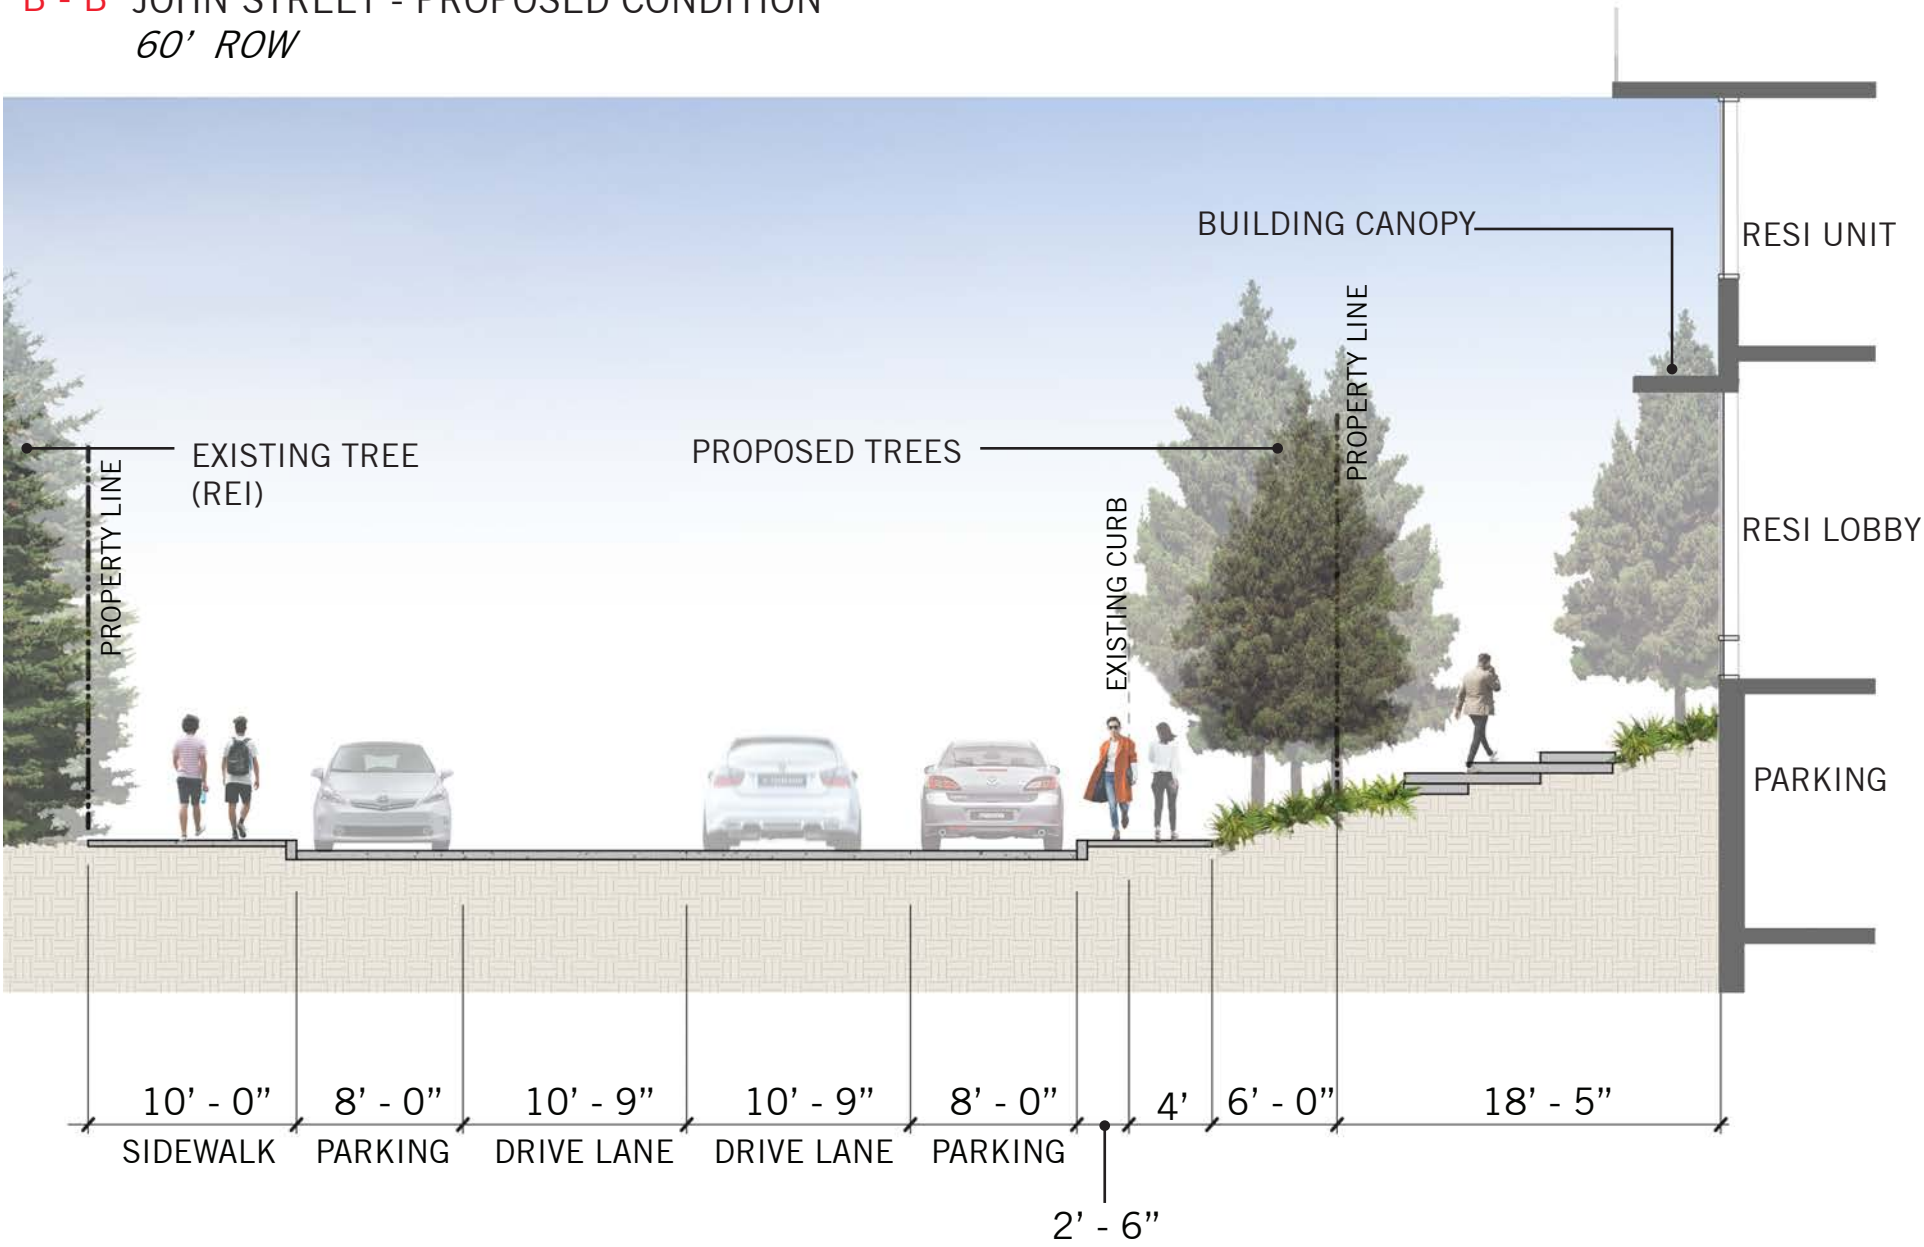 B - B JOHN STREET - PROPOSED CONDITION
60’ ROW
BUILDING CANOPY
RESI UNIT
PROPERTY LINE
EXISTING TREE
(REI)
PROPOSED TREES
PROPERTY LINE
EXISTING CURB
RESI LOBBY
PARKING
10’ - 0” 8’ - 0” 10’ - 9” 10’ - 9” 8’ - 0” 4' 6’ - 0” 18’ - 5”
SIDEWALK PARKING DRIVE LANE DRIVE LANE PARKING
2’ - 6”